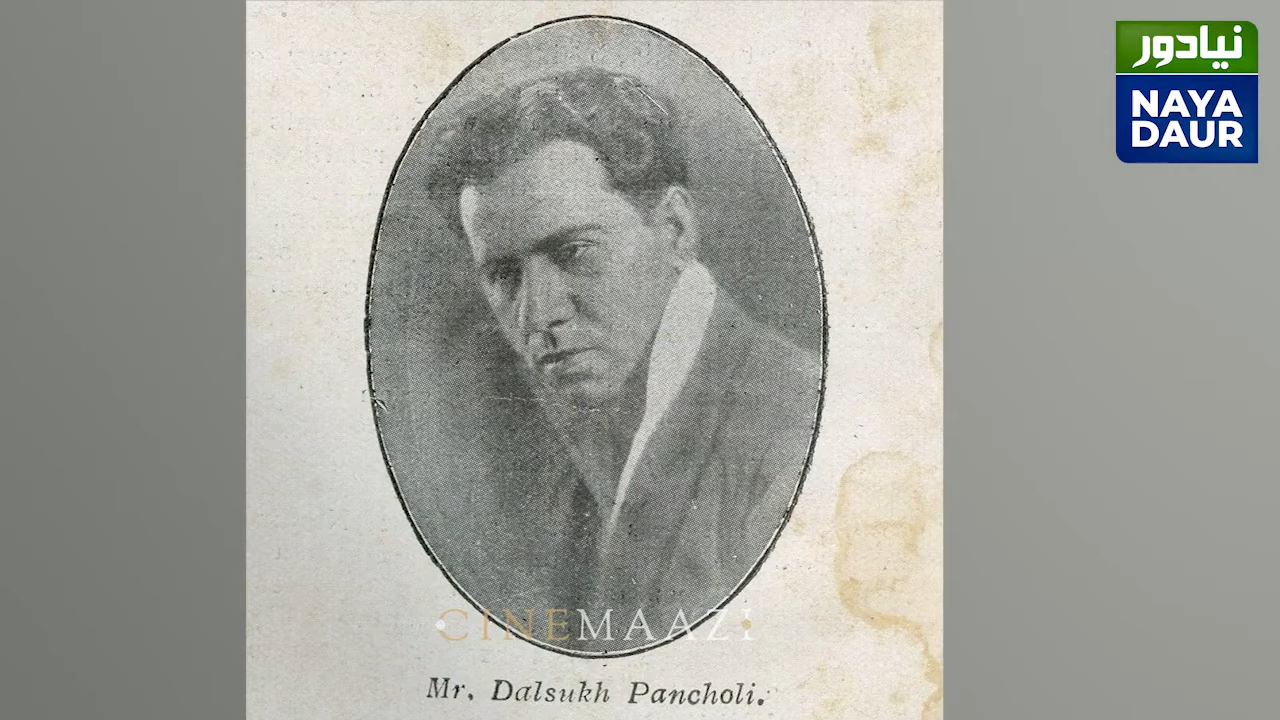 نیادور
NAYA
DAUR
CINEMAAZI
Mr. Dalsukh Pancholi.